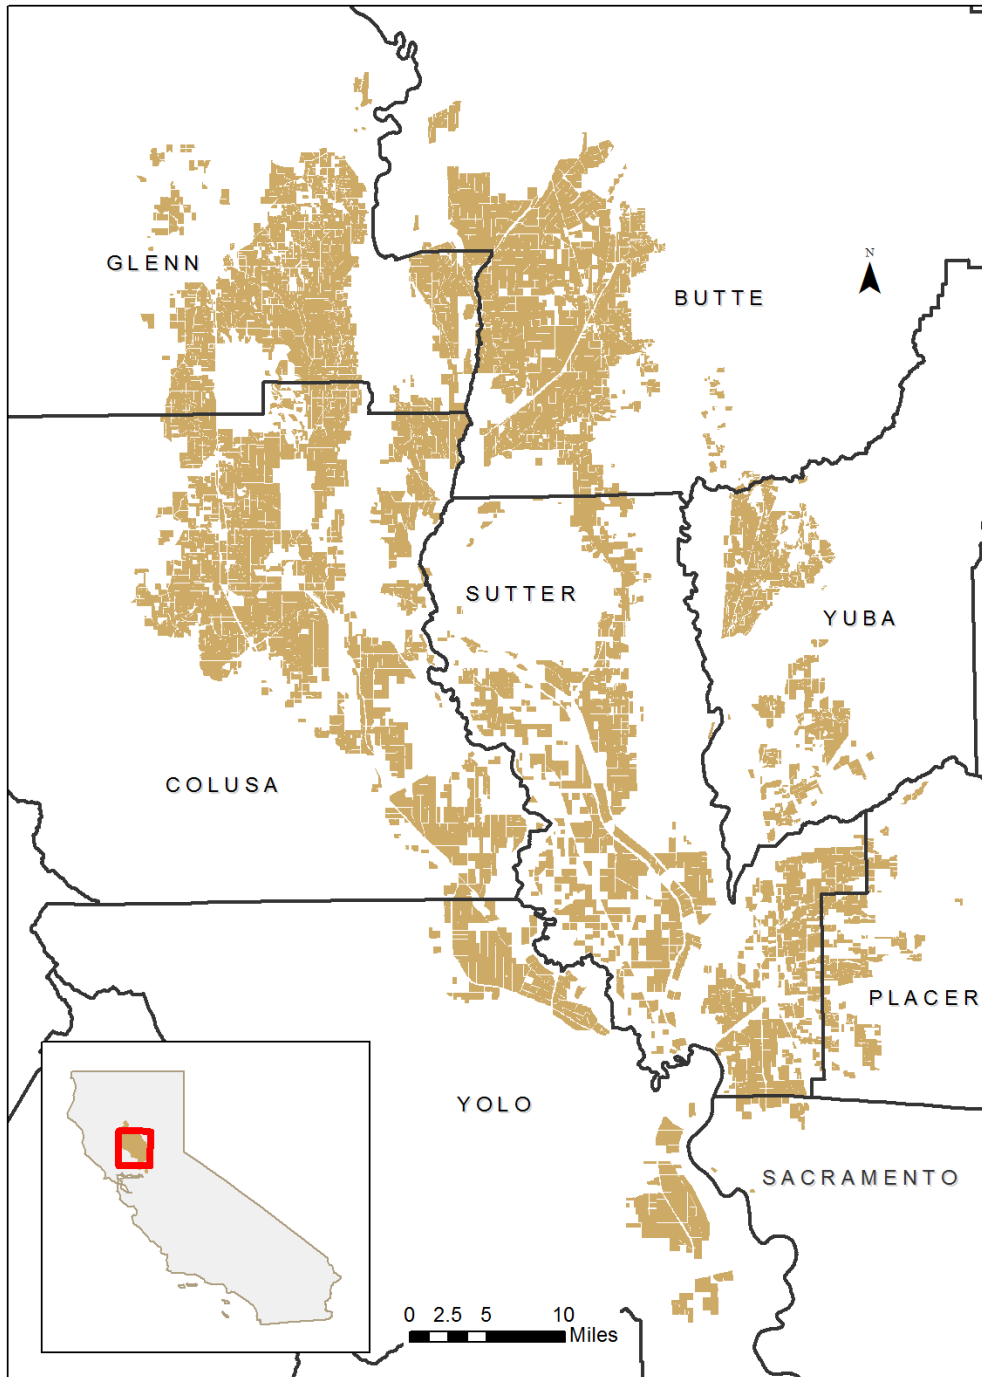 GLENN
N
BUTTE
SUTTER
YUBA
COLUSA
PLACER
YOLO
SACRAMENTO
0 2.5 5 10
Miles